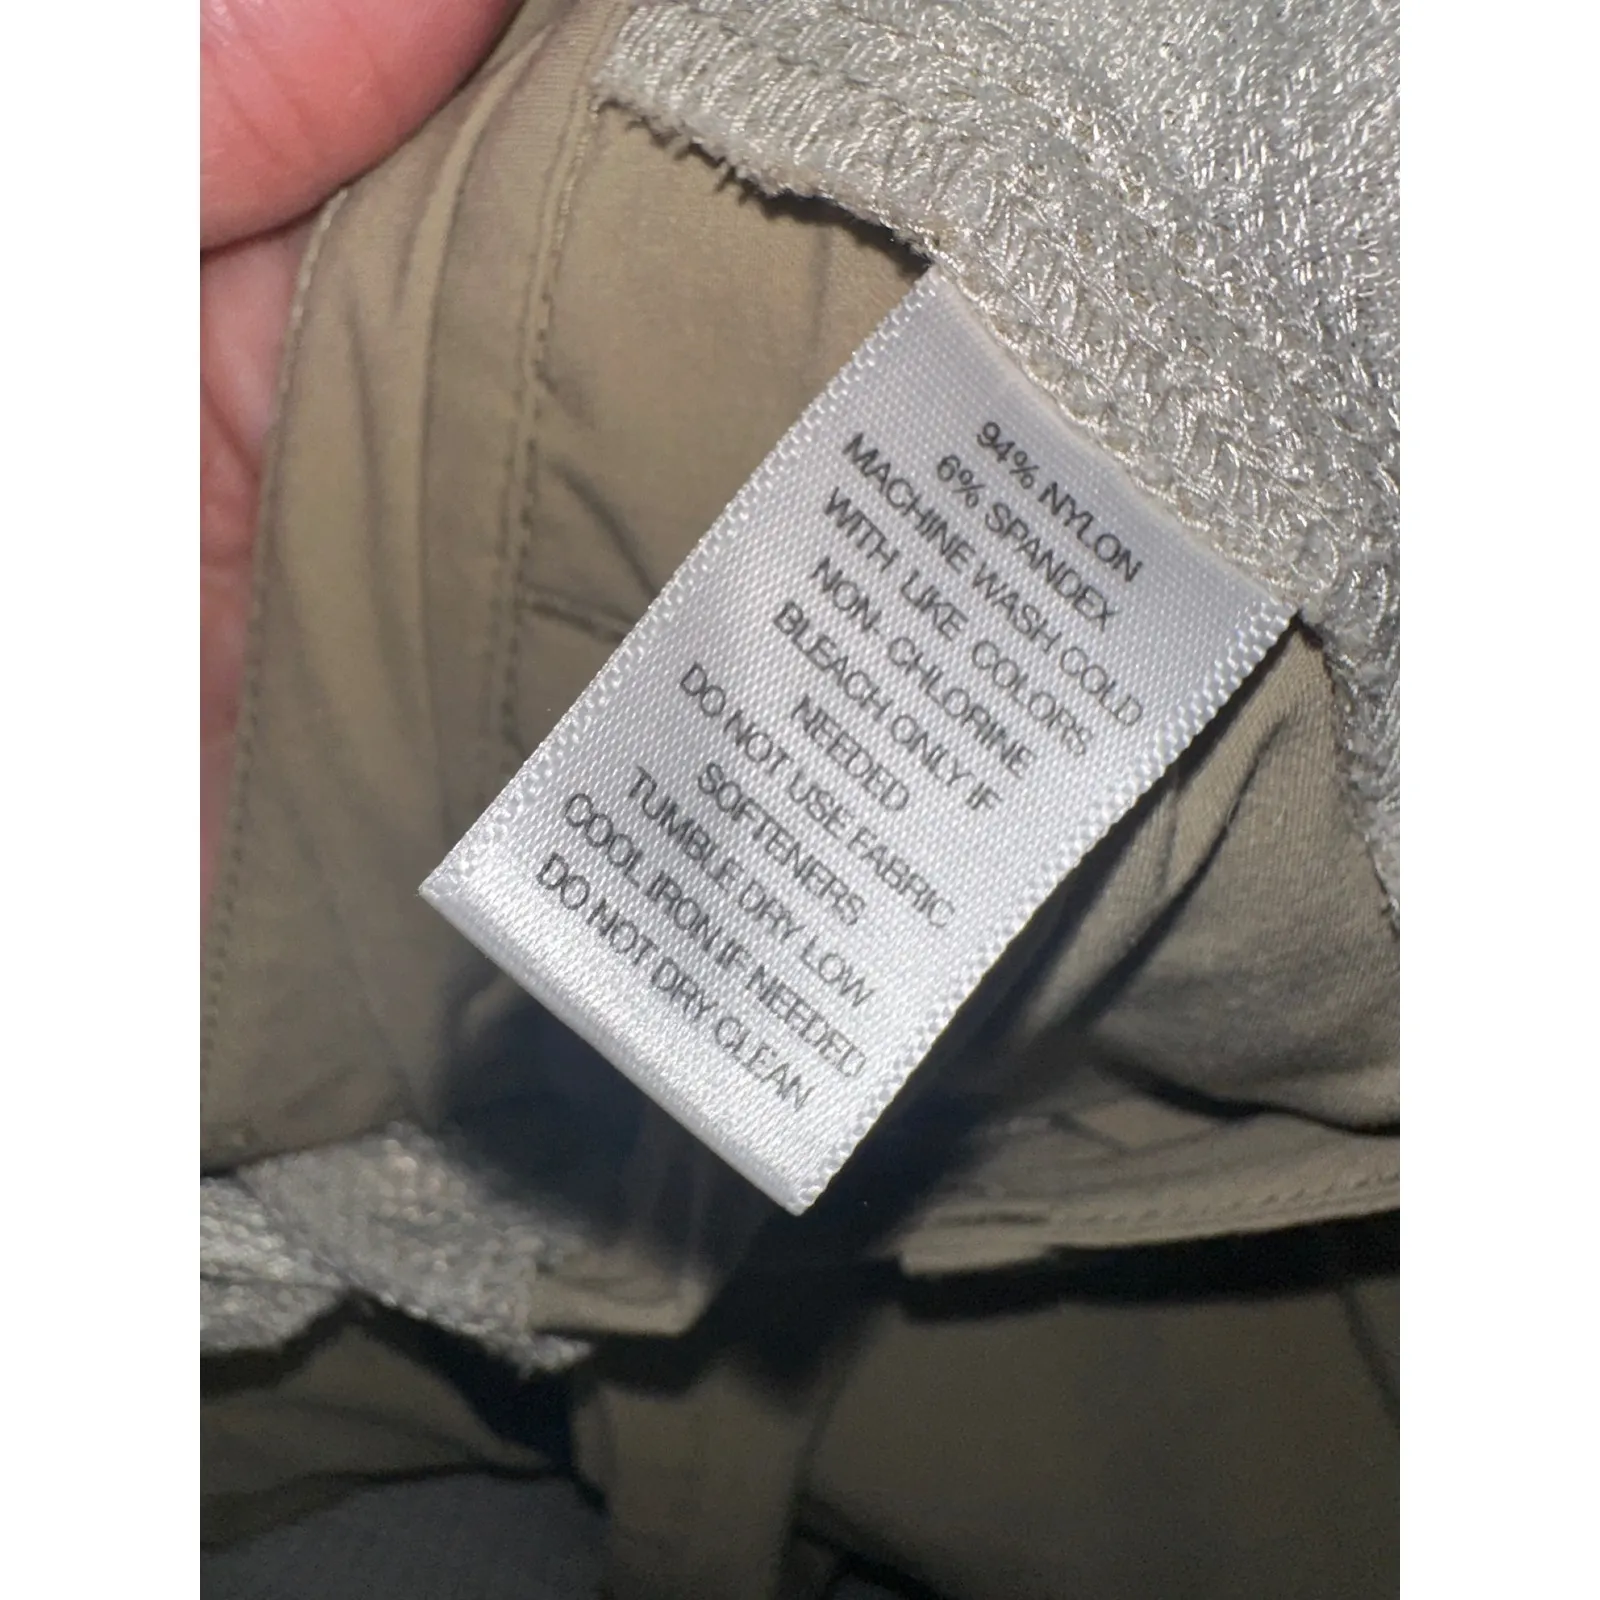 94% NYLON
6% SPANDEX
MACHINE WASH COLD
WITH LIKE COLORS
NON- CHLORINE
BLEACH ONLY IF
NEEDED
DO NOT USE FABRIC
SOFTENERS
TUMBLE DRY LOW
COOL IRON IF NEEDED
DO NOT DRY CLEAN